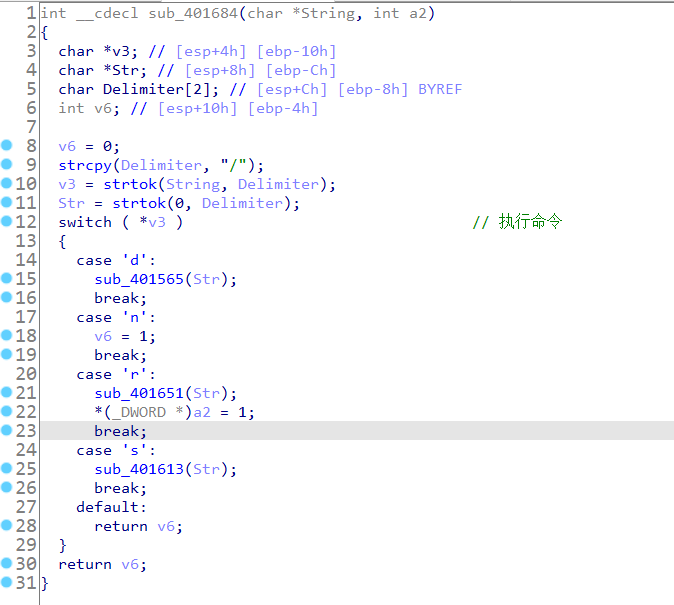 1 int __cdecl sub_401684(char *String, int a2)
2 {
3   char *v3; // [esp+4h] [ebp-10h]
4   char *Str; // [esp+8h] [ebp-Ch]
5   char Delimiter[2]; // [esp+Ch] [ebp-8h] BYREF
6   int v6; // [esp+10h] [ebp-4h]
7
8   v6 = 0;
9   strcpy(Delimiter, "/");
10   v3 = strtok(String, Delimiter);
11   Str = strtok(0, Delimiter);
12   switch ( *v3 )                                // 执行命令
13   {
14     case 'd':
15       sub_401565(Str);
16       break;
17     case 'n':
18       v6 = 1;
19       break;
20     case 'r':
21       sub_401651(Str);
22       *(_DWORD *)a2 = 1;
23       break;
24     case 's':
25       sub_401613(Str);
26       break;
27     default:
28       return v6;
29   }
30   return v6;
31 }